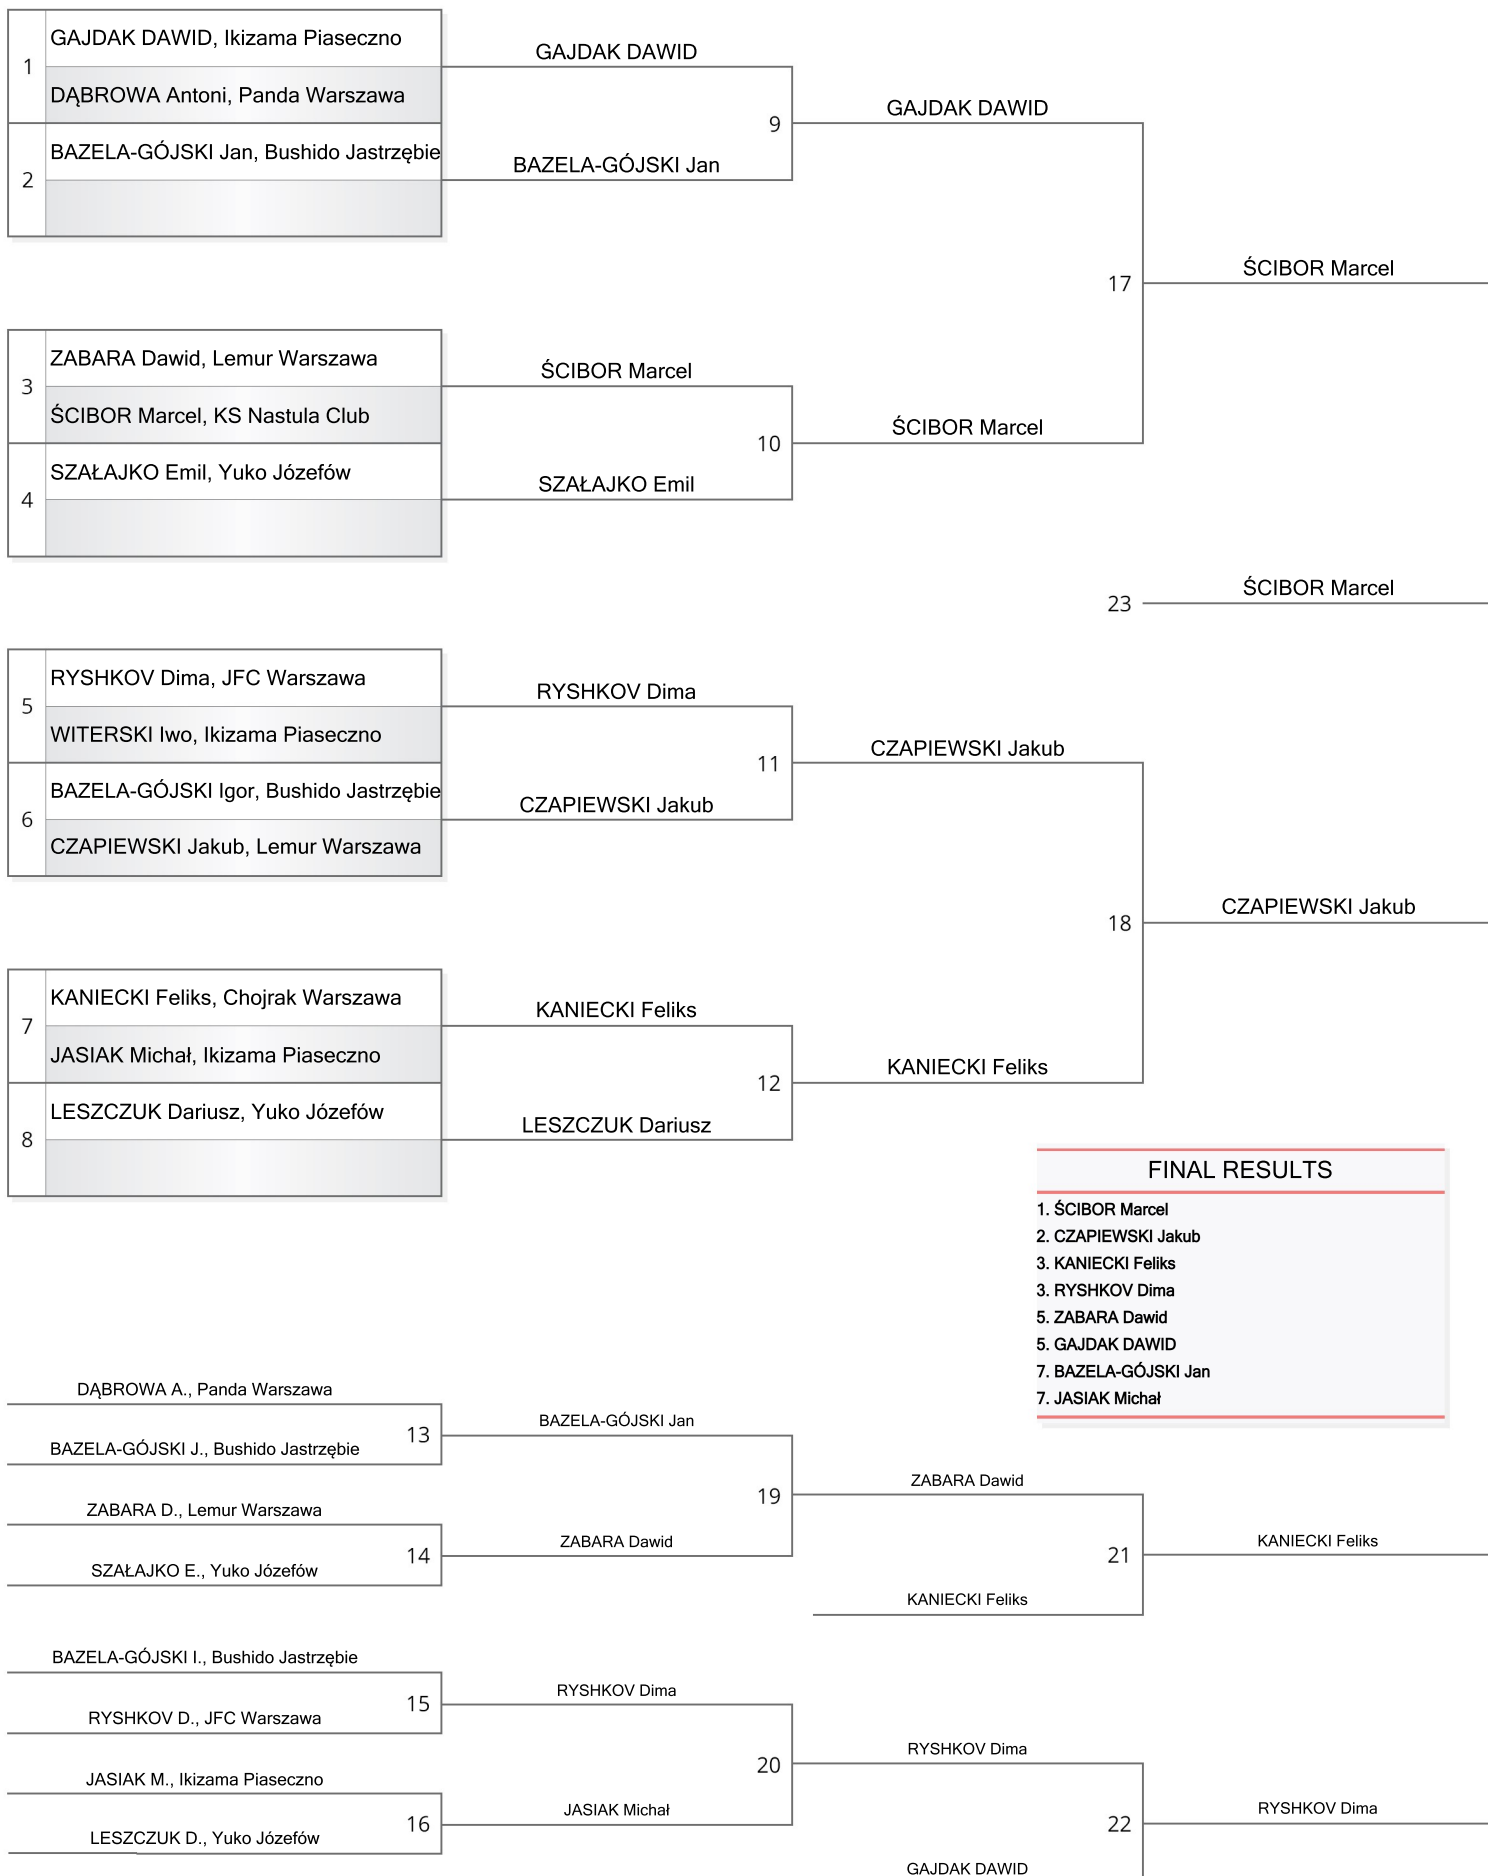 1
GAJDAK DAWID, Ikizama Piaseczno
DĄBROWA Antoni, Panda Warszawa
2
BAZELA-GÓJSKI Jan, Bushido Jastrzębie
GAJDAK DAWID
BAZELA-GÓJSKI Jan
9
GAJDAK DAWID
3
ZABARA Dawid, Lemur Warszawa
ŚCIBOR Marcel, KS Nastula Club
4
SZAŁAJKO Emil, Yuko Józefów
ŚCIBOR Marcel
SZAŁAJKO Emil
10
ŚCIBOR Marcel
17
ŚCIBOR Marcel
23
ŚCIBOR Marcel
5
RYSHKOV Dima, JFC Warszawa
WITERSKI Iwo, Ikizama Piaseczno
6
BAZELA-GÓJSKI Igor, Bushido Jastrzębie
CZAPIEWSKI Jakub, Lemur Warszawa
RYSHKOV Dima
CZAPIEWSKI Jakub
11
CZAPIEWSKI Jakub
7
KANIECKI Feliks, Chojrak Warszawa
JASIAK Michał, Ikizama Piaseczno
8
LESZCZUK Dariusz, Yuko Józefów
KANIECKI Feliks
LESZCZUK Dariusz
12
KANIECKI Feliks
18
CZAPIEWSKI Jakub
FINAL RESULTS
1. ŚCIBOR Marcel
2. CZAPIEWSKI Jakub
3. KANIECKI Feliks
3. RYSHKOV Dima
5. ZABARA Dawid
5. GAJDAK DAWID
7. BAZELA-GÓJSKI Jan
7. JASIAK Michał
DĄBROWA A., Panda Warszawa
BAZELA-GÓJSKI J., Bushido Jastrzębie
13
BAZELA-GÓJSKI Jan
ZABARA D., Lemur Warszawa
SZAŁAJKO E., Yuko Józefów
14
ZABARA Dawid
19
ZABARA Dawid
KANIECKI Feliks
21
KANIECKI Feliks
BAZELA-GÓJSKI I., Bushido Jastrzębie
RYSHKOV D., JFC Warszawa
15
RYSHKOV Dima
JASIAK M., Ikizama Piaseczno
LESZCZUK D., Yuko Józefów
16
JASIAK Michał
20
RYSHKOV Dima
GAJDAK DAWID
22
RYSHKOV Dima